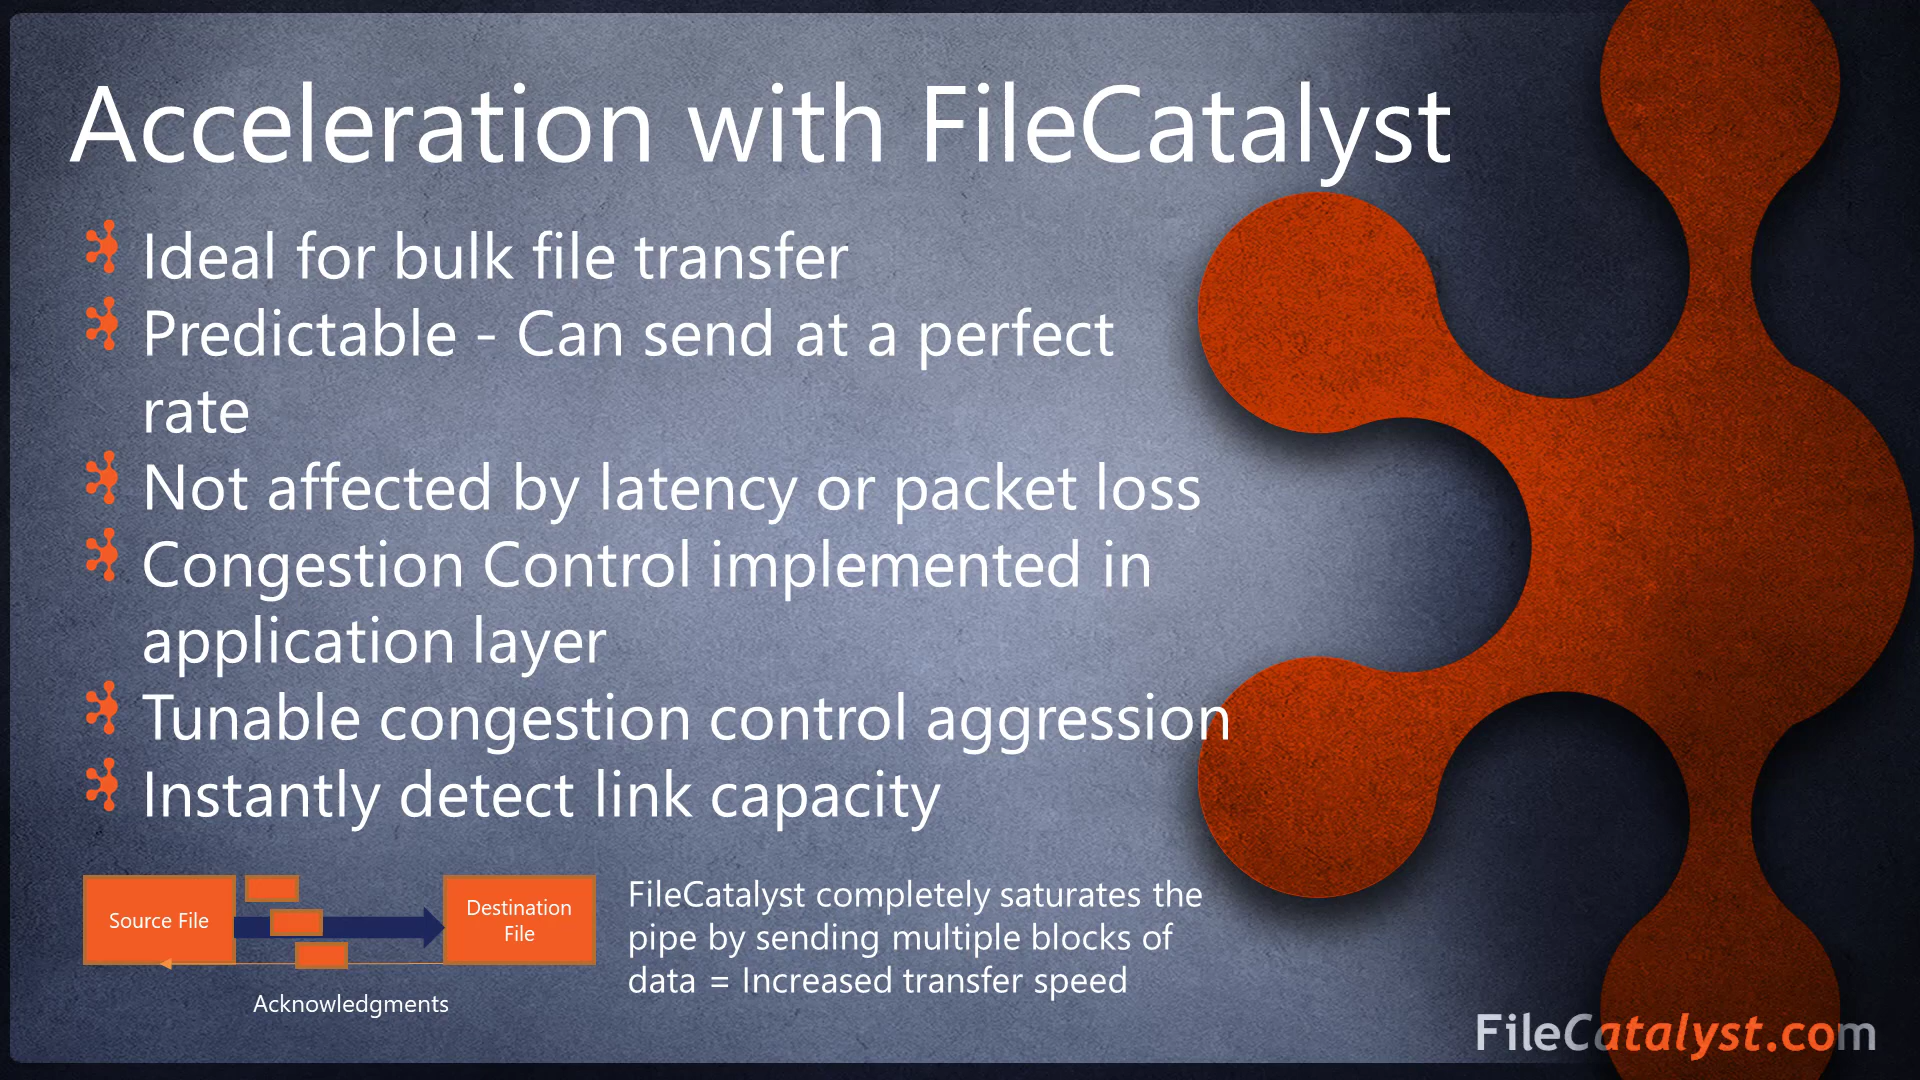 Acceleration with FileCatalyst
Ideal for bulk file transfer
Predictable - Can send at a perfect
rate
Not affected by latency or packet loss
Congestion Control implemented in
application layer
Tunable congestion control aggression
Instantly detect link capacity
Source File
Destination
File
Acknowledgments
FileCatalyst completely saturates the
pipe by sending multiple blocks of
data = Increased transfer speed
FileCatalyst.com